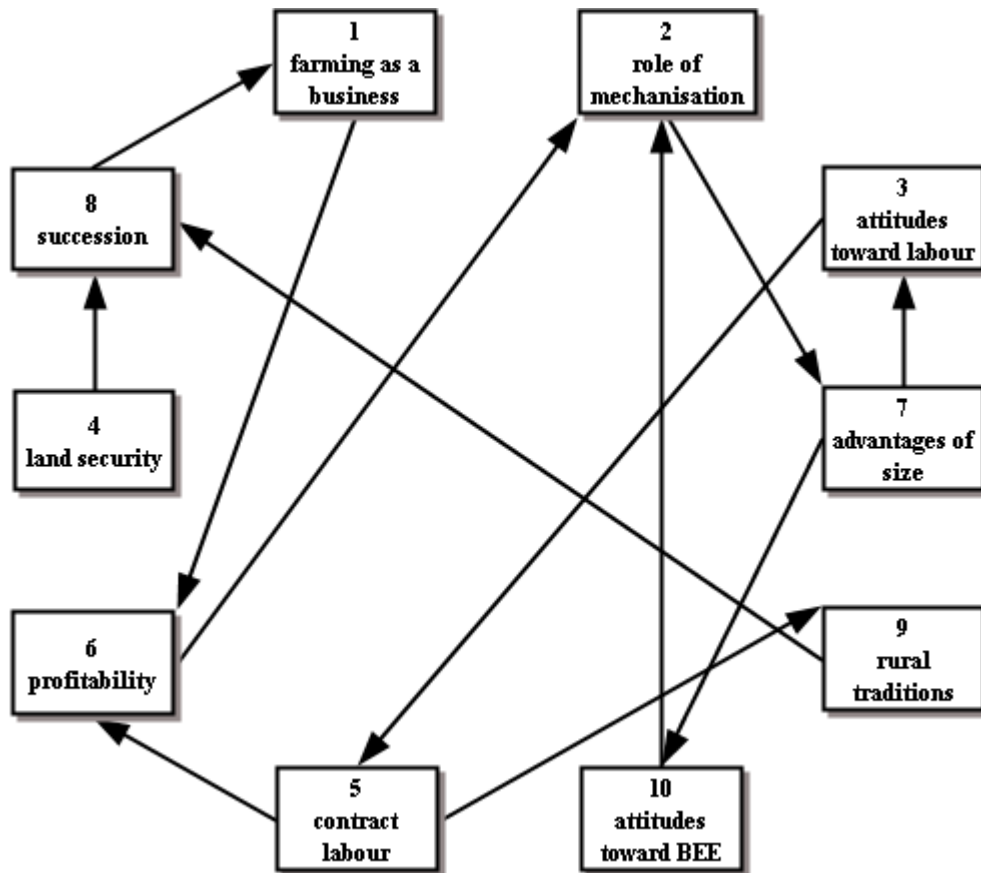 1
farming as a
business
2
role of
mechanisation
3
attitudes
toward labour
8
succession
4
land security
7
advantages of
size
6
profitability
9
rural
traditions
5
contract
labour
10
attitudes
toward BEE